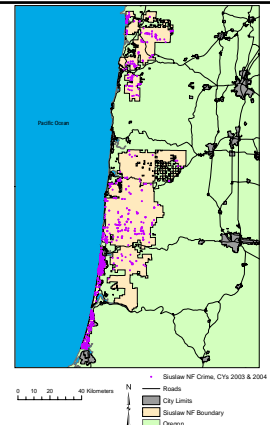 Pacific Ocean
Siuslaw NF Crime, CYs 2003 & 2004
Roads
City Limits
Siuslaw NF Boundary
Oregon
0 10 20 40 Kilometers
N